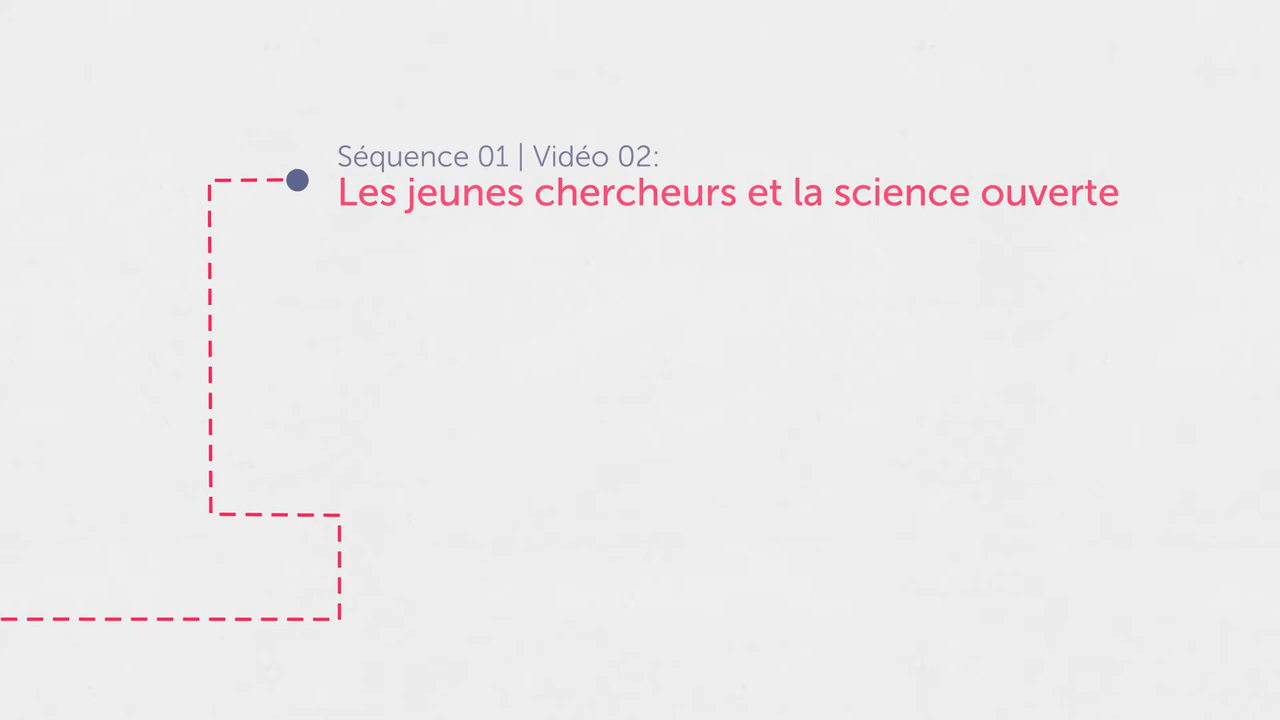 Séquence 01 | Vidéo 02:
Les jeunes chercheurs et la science ouverte